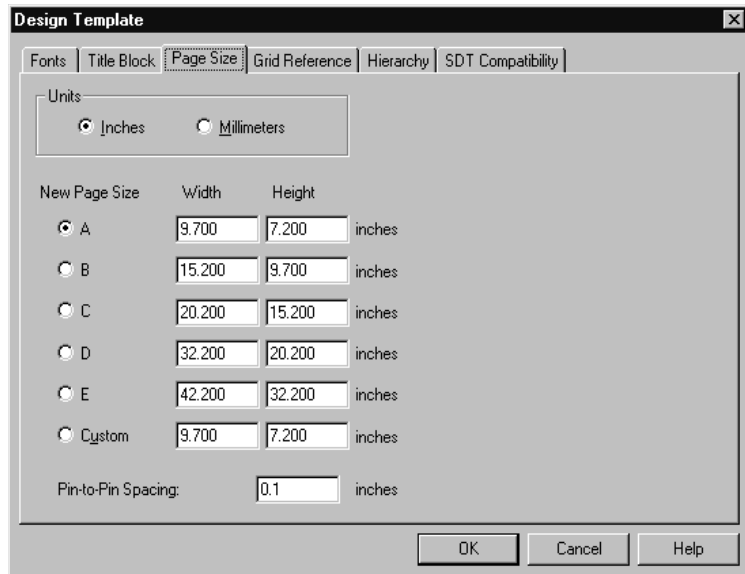 Design Template
Fonts Title Block Page Size Grid Reference Hierarchy SDT Compatibility
Units
Inches Millimeters
New Page Size Width Height
A 9.700 7.200 inches
B 15.200 9.700 inches
C 20.200 15.200 inches
D 32.200 20.200 inches
E 42.200 32.200 inches
Custom 9.700 7.200 inches
Pin-to-Pin Spacing: 0.1 inches
OK Cancel Help